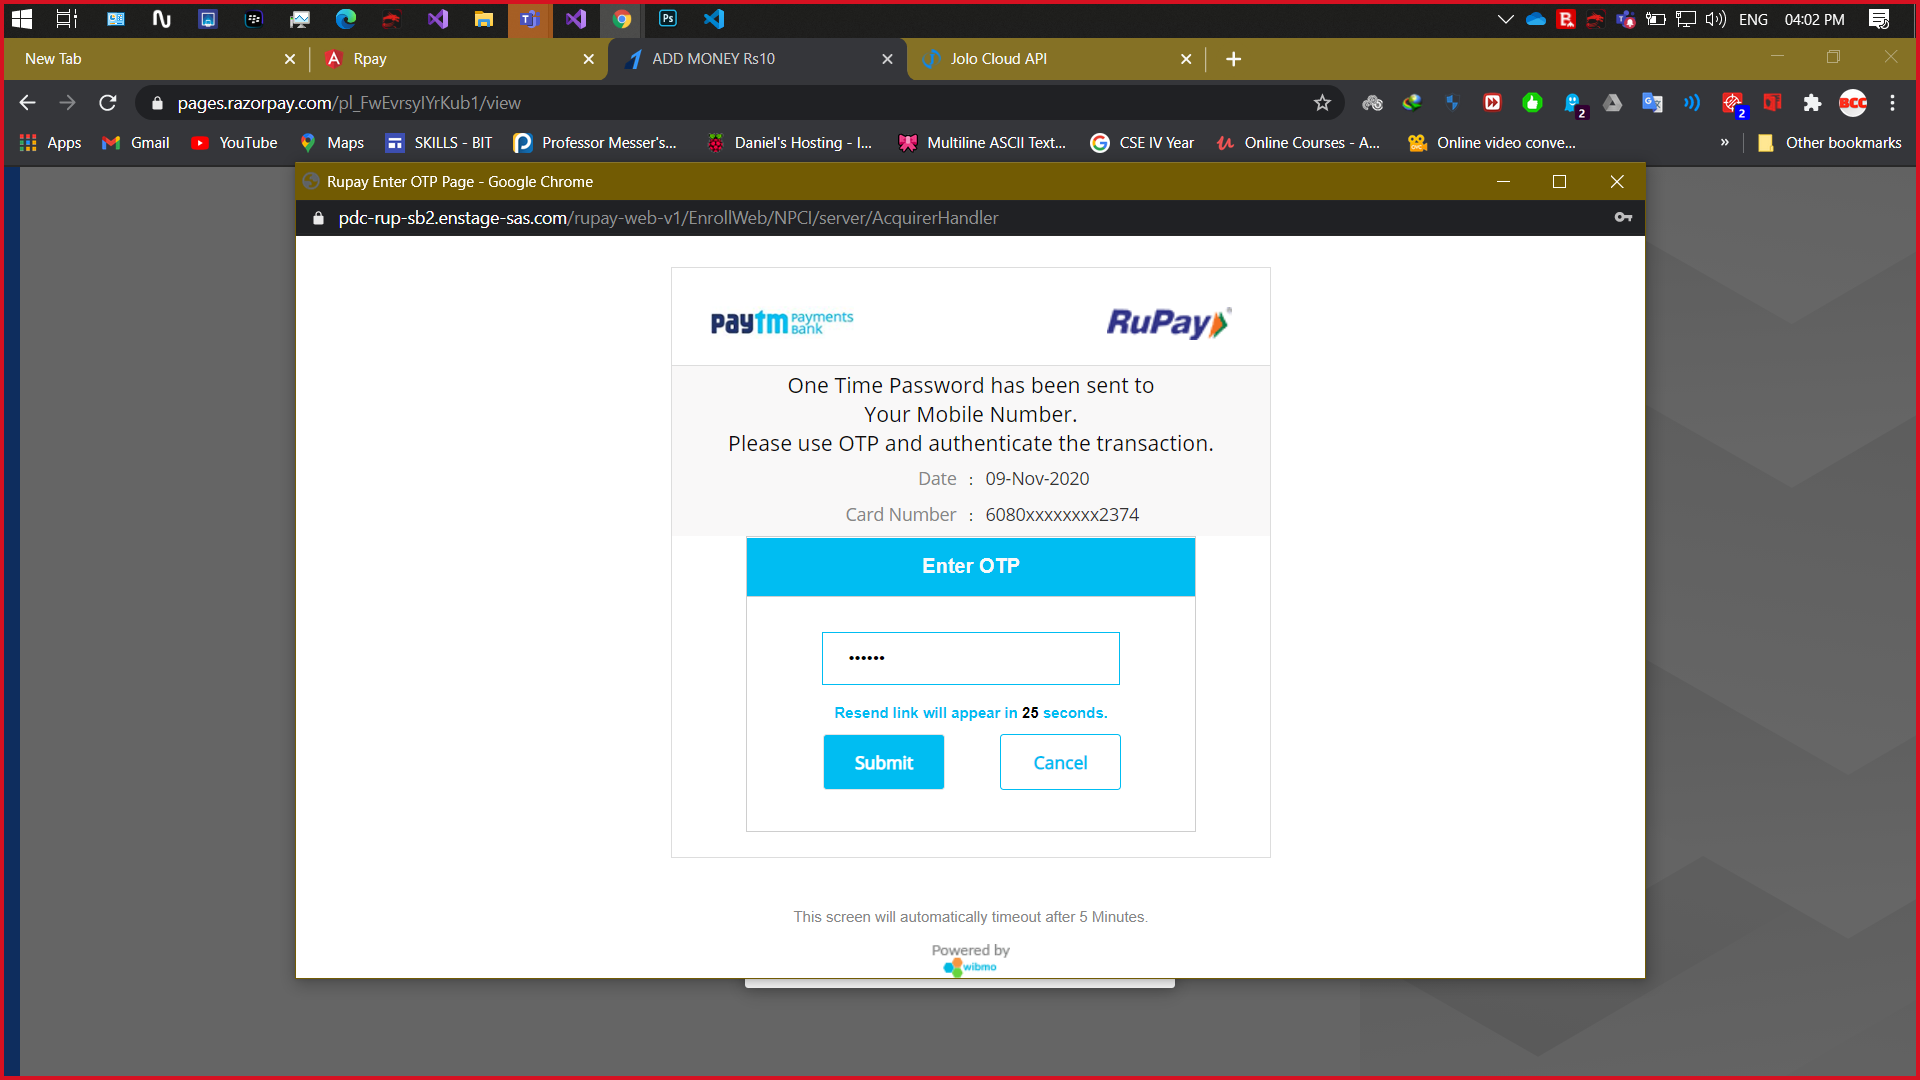 ENG 04:02 PM
New Tab
Rpay
ADD MONEY Rs10
Jolo Cloud API
pages.razorpay.com/pl_FwEvrsyIYrKub1/view
2
2
BCC
Apps
Gmail
YouTube
Maps
SKILLS - BIT
Professor Messer's...
Daniel's Hosting - I...
Multiline ASCII Text...
CSE IV Year
Online Courses - A...
Online video conve...
»
Other bookmarks
Rupay Enter OTP Page - Google Chrome
pdc-rup-sb2.enstage-sas.com/rupay-web-v1/EnrollWeb/NPCI/server/AcquirerHandler
paytm Payments Bank
RuPay
One Time Password has been sent to
Your Mobile Number.
Please use OTP and authenticate the transaction.
Date : 09-Nov-2020
Card Number : 6080xxxxxxxx2374
Enter OTP
••••••
Resend link will appear in 25 seconds.
Submit
Cancel
This screen will automatically timeout after 5 Minutes.
Powered by
wibmo